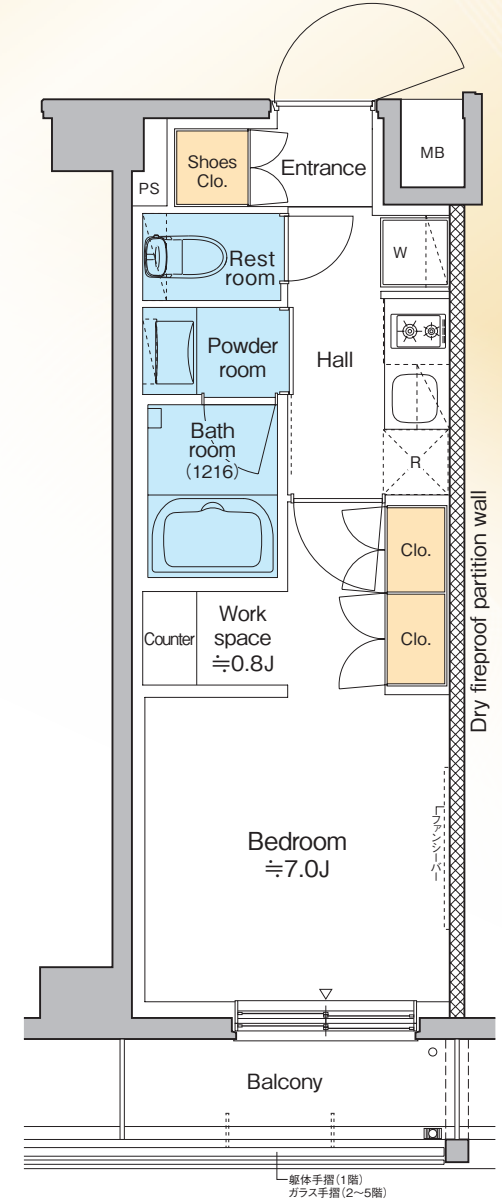 MB
Shoes
Clo.
Entrance
PS
W
Rest
room
Powder
room
Hall
Bath
room
(1216)
R
Clo.
Dry fireproof partition wall
Work
space
≒0.8J
Counter
Clo.
Bedroom
≒7.0J
ファンシーバー
Balcony
躯体手摺(1階)
ガラス手摺(2〜5階)